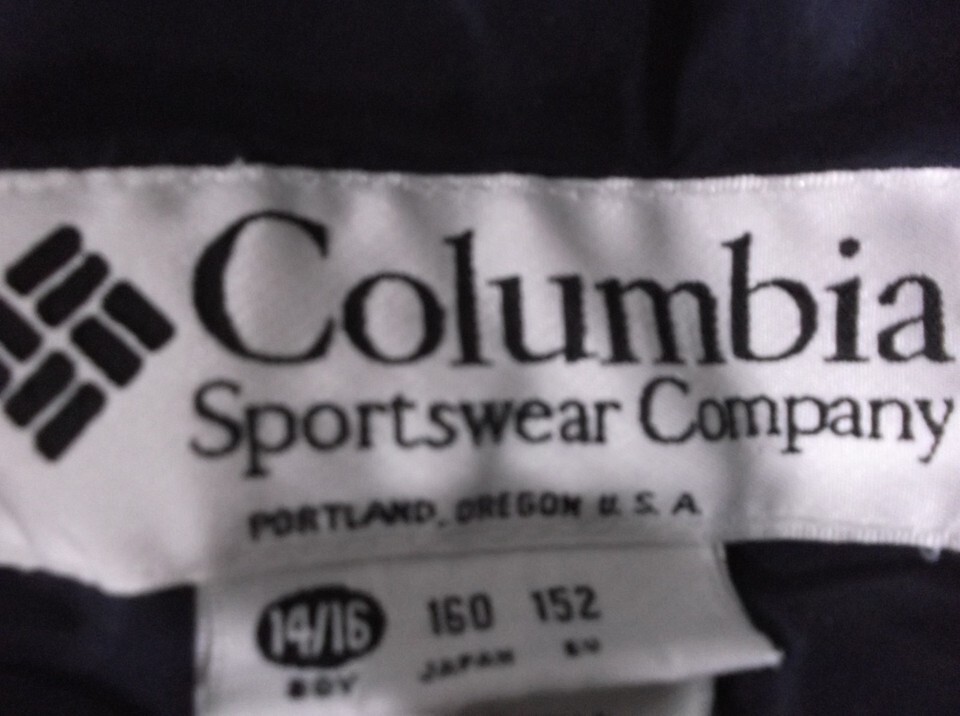 Columbia
Sportswear Company
PORTLAND, OREGON U. S. A
14/16 160 152
BOY JAPAN EU